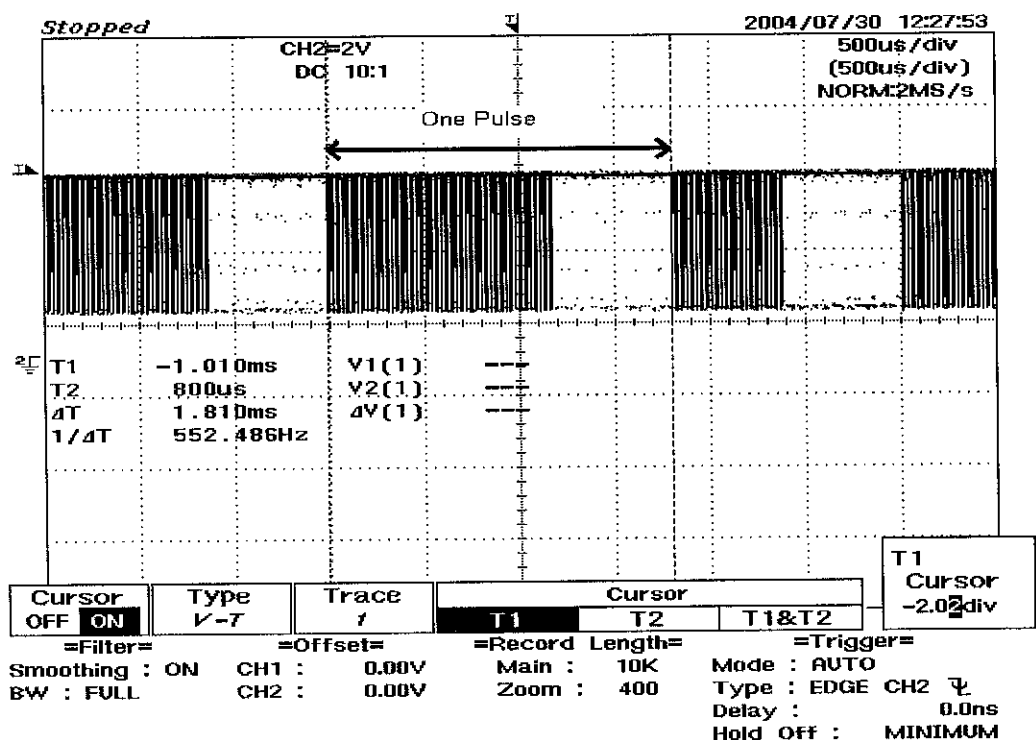 Stopped
2004/07/30 12:27:53
CH2=2V
DC 10:1
500us/div
(500us/div)
NORM:2MS/s
One Pulse
T1 -1.010ms V1(1) ---
T2 800us V2(1) ---
ΔT 1.810ms ΔV(1) ---
1/ΔT 552.486Hz
T1
Cursor
-2.02div
Cursor
OFF ON
Type
V-T
Trace
1
Cursor
T1 T2 T1&T2
=Filter= =Offset= =Record Length= =Trigger=
Smoothing : ON CH1 : 0.00V Main : 10K Mode : AUTO
BW : FULL CH2 : 0.00V Zoom : 400 Type : EDGE CH2
Delay : 0.0ns
Hold Off : MINIMUM